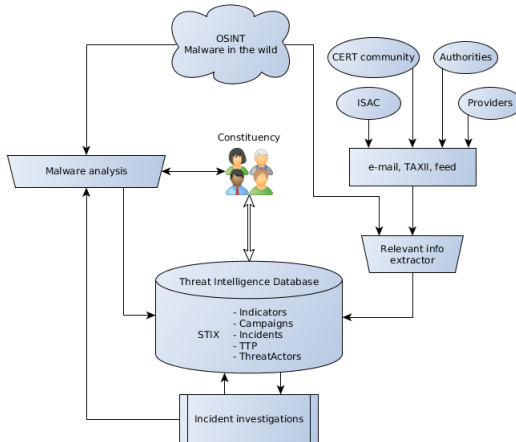 OSINT
Malware in the wild
CERT community
Authorities
ISAC
Providers
Constituency
Malware analysis
e-mail, TAXII, feed
Relevant info
extractor
Threat Intelligence Database
STIX
- Indicators
- Campaigns
- Incidents
- TTP
- ThreatActors
Incident investigations